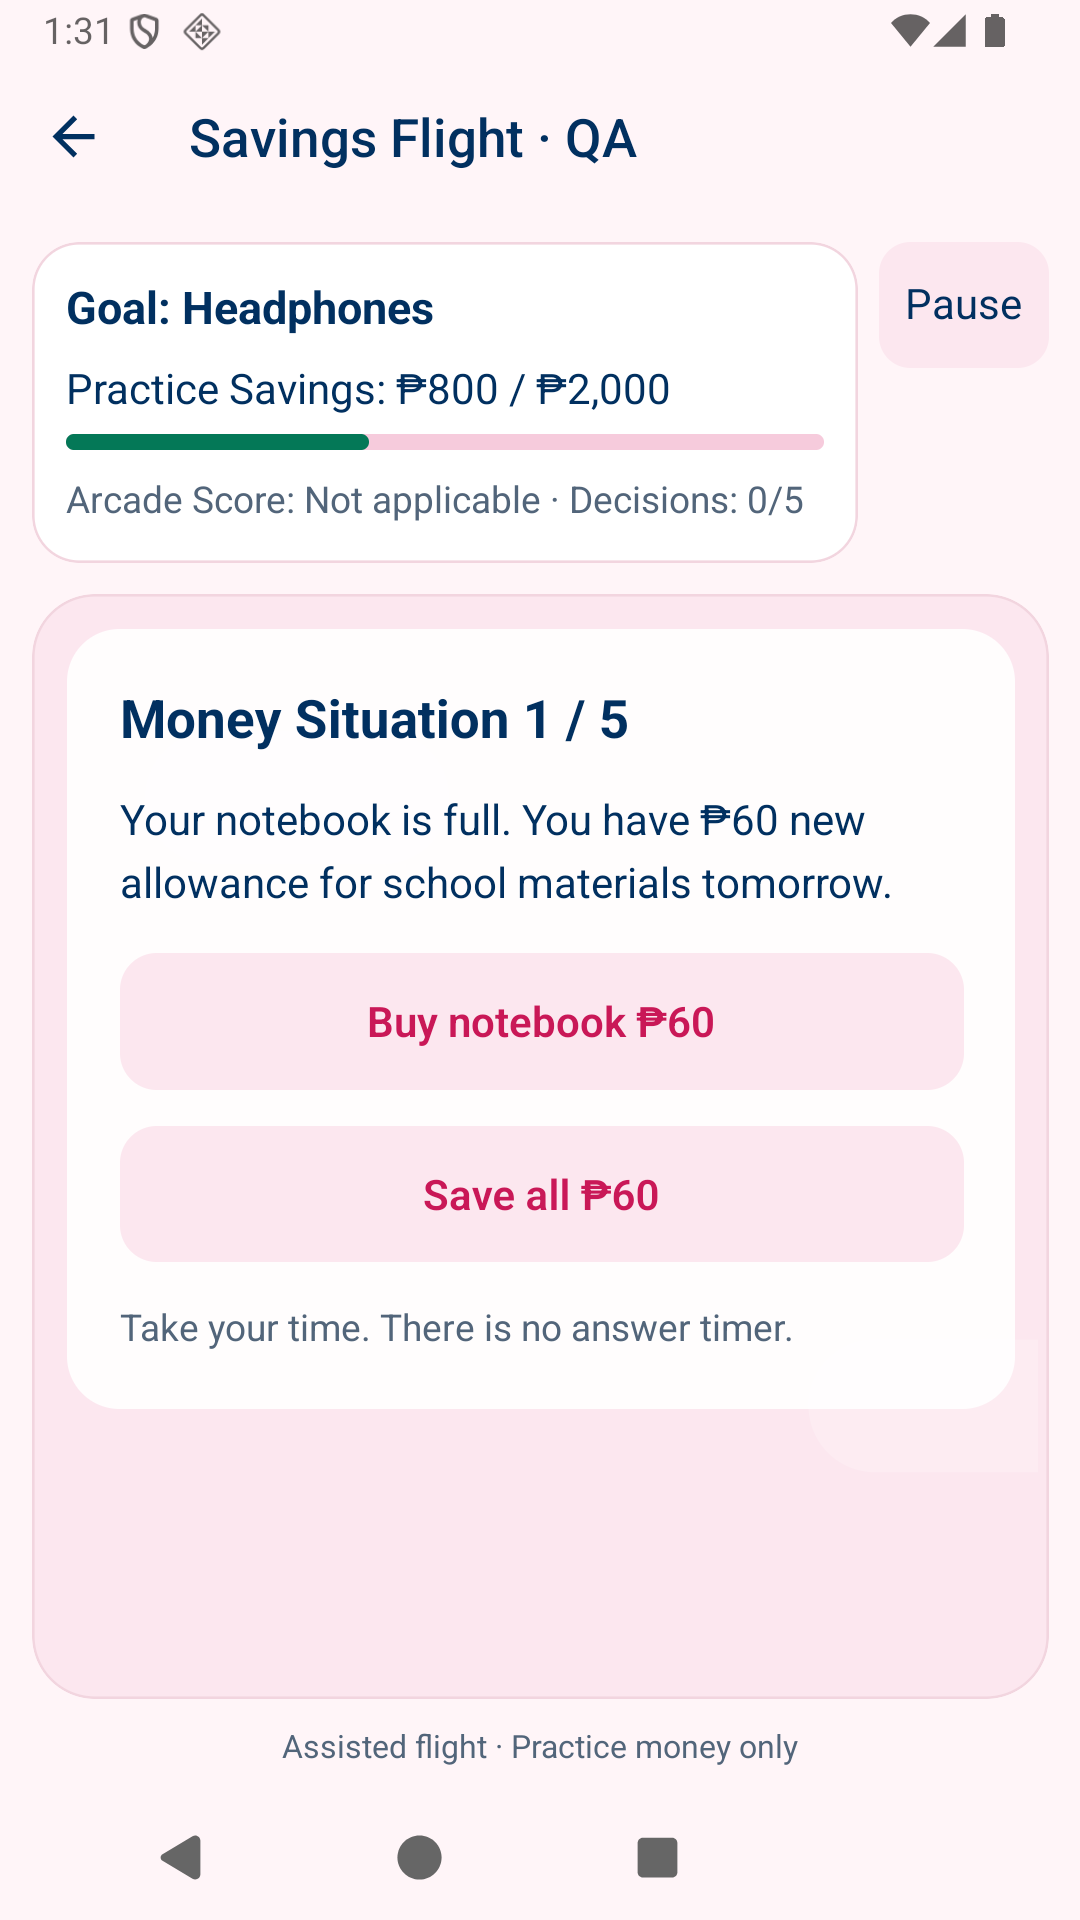 1:31
Savings Flight · QA
Goal: Headphones
Pause
Practice Savings: ₱800 / ₱2,000
Arcade Score: Not applicable · Decisions: 0/5
Money Situation 1 / 5
Your notebook is full. You have ₱60 new
allowance for school materials tomorrow.
Buy notebook ₱60
Save all ₱60
Take your time. There is no answer timer.
Assisted flight · Practice money only